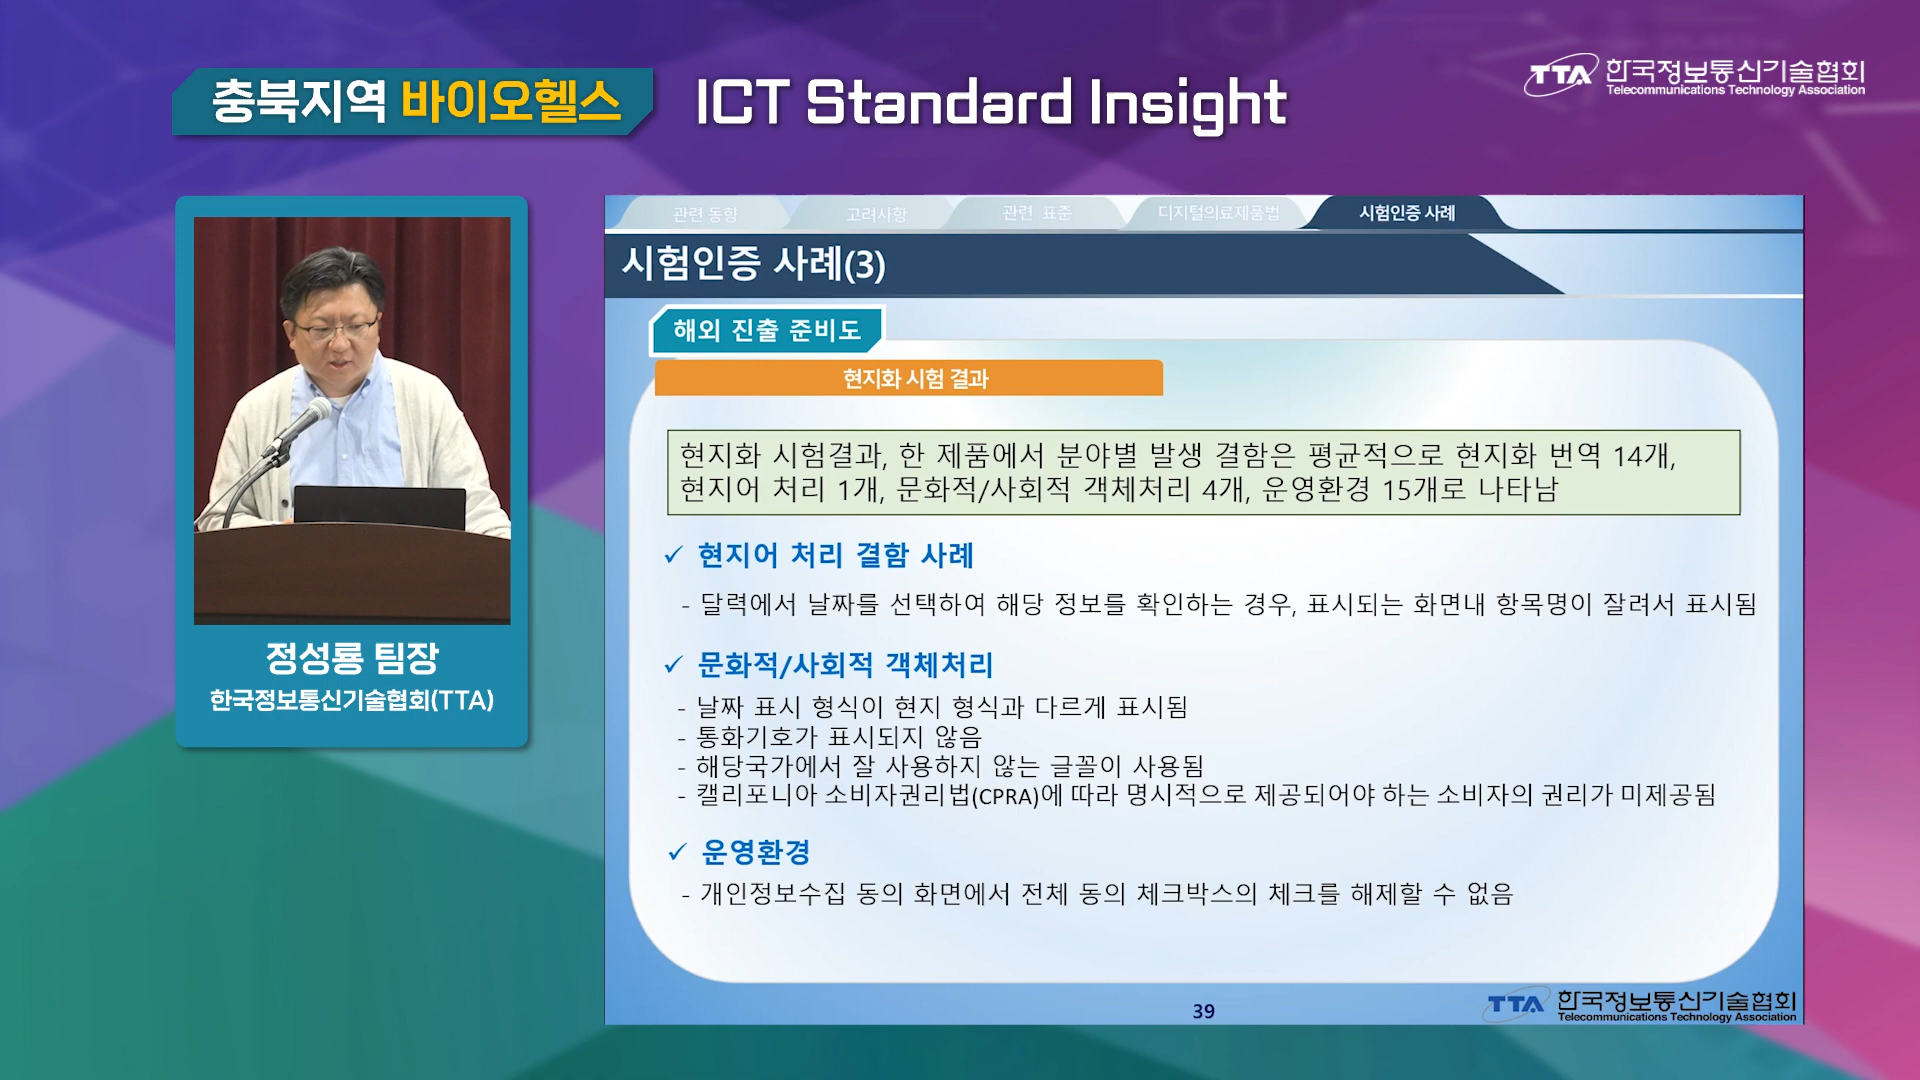 충북지역 바이오헬스 ICT Standard Insight
TTA 한국정보통신기술협회
Telecommunications Technology Association
관련 동향 고려사항 관련 표준 디지털의료제품법 시험인증 사례
시험인증 사례(3)
해외 진출 준비도
현지화 시험 결과
현지화 시험결과, 한 제품에서 분야별 발생 결함은 평균적으로 현지화 번역 14개,
현지어 처리 1개, 문화적/사회적 객체처리 4개, 운영환경 15개로 나타남
✓ 현지어 처리 결함 사례
- 달력에서 날짜를 선택하여 해당 정보를 확인하는 경우, 표시되는 화면내 항목명이 잘려서 표시됨
✓ 문화적/사회적 객체처리
- 날짜 표시 형식이 현지 형식과 다르게 표시됨
- 통화기호가 표시되지 않음
- 해당국가에서 잘 사용하지 않는 글꼴이 사용됨
- 캘리포니아 소비자권리법(CPRA)에 따라 명시적으로 제공되어야 하는 소비자의 권리가 미제공됨
✓ 운영환경
- 개인정보수집 동의 화면에서 전체 동의 체크박스의 체크를 해제할 수 없음
39
TTA 한국정보통신기술협회
Telecommunications Technology Association
정성룡 팀장
한국정보통신기술협회(TTA)